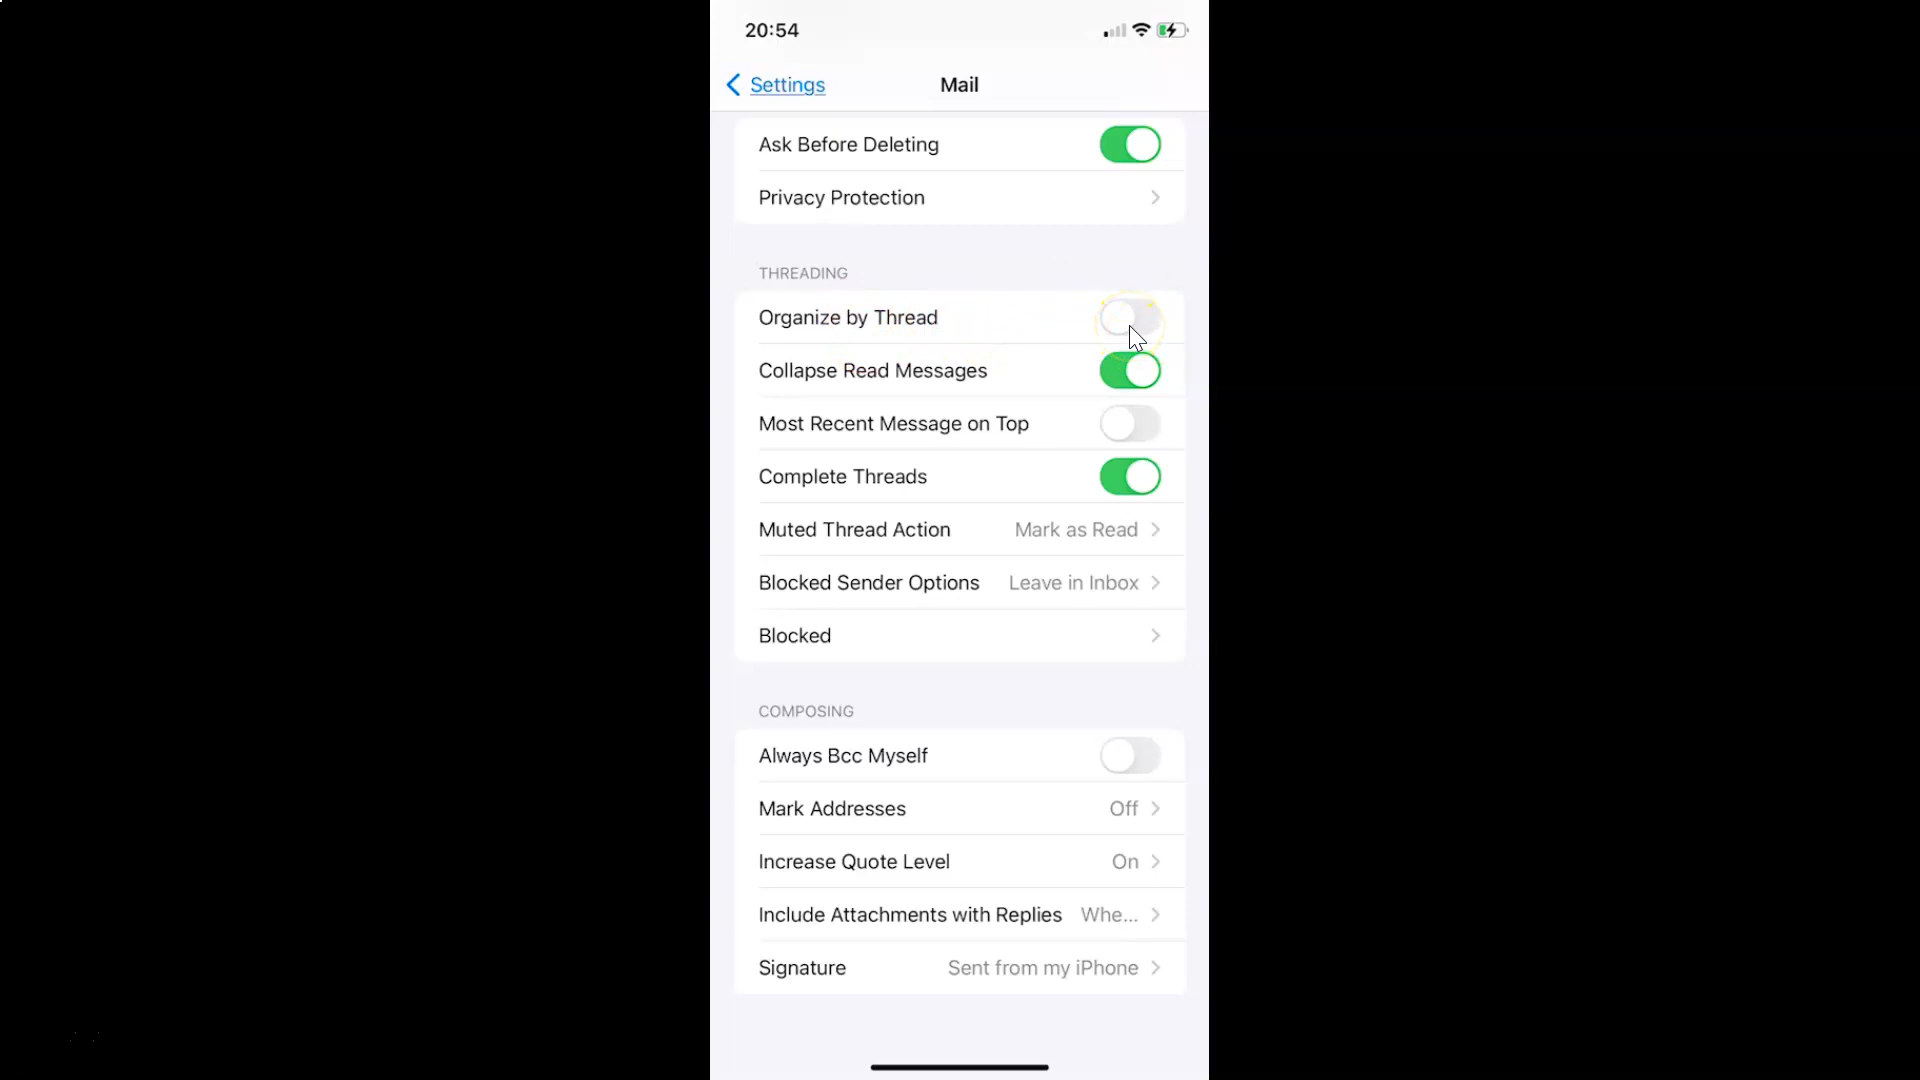 20:54
Settings
Mail
Ask Before Deleting
Privacy Protection
THREADING
Organize by Thread
Collapse Read Messages
Most Recent Message on Top
Complete Threads
Muted Thread Action Mark as Read
Blocked Sender Options Leave in Inbox
Blocked
COMPOSING
Always Bcc Myself
Mark Addresses Off
Increase Quote Level On
Include Attachments with Replies Whe...
Signature Sent from my iPhone